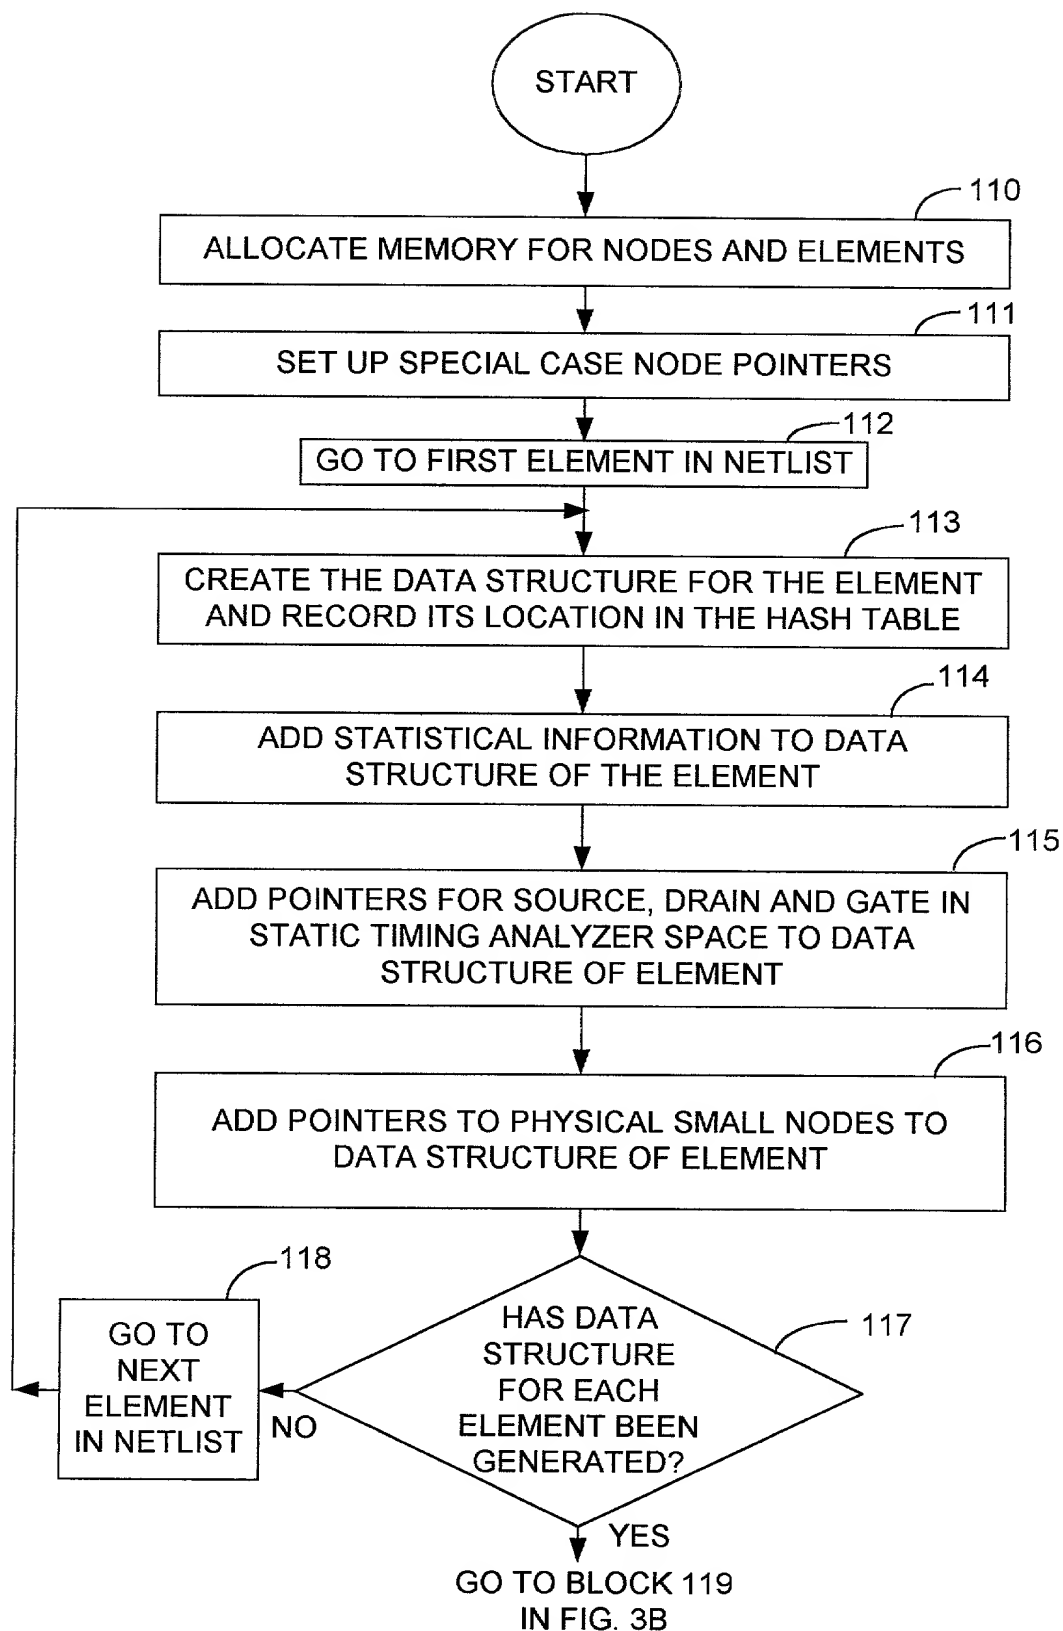 START
110
ALLOCATE MEMORY FOR NODES AND ELEMENTS
111
SET UP SPECIAL CASE NODE POINTERS
112
GO TO FIRST ELEMENT IN NETLIST
113
CREATE THE DATA STRUCTURE FOR THE ELEMENT
AND RECORD ITS LOCATION IN THE HASH TABLE
114
ADD STATISTICAL INFORMATION TO DATA
STRUCTURE OF THE ELEMENT
115
ADD POINTERS FOR SOURCE, DRAIN AND GATE IN
STATIC TIMING ANALYZER SPACE TO DATA
STRUCTURE OF ELEMENT
116
ADD POINTERS TO PHYSICAL SMALL NODES TO
DATA STRUCTURE OF ELEMENT
117
HAS DATA
STRUCTURE
FOR EACH
ELEMENT BEEN
GENERATED?
NO
118
GO TO
NEXT
ELEMENT
IN NETLIST
YES
GO TO BLOCK 119
IN FIG. 3B